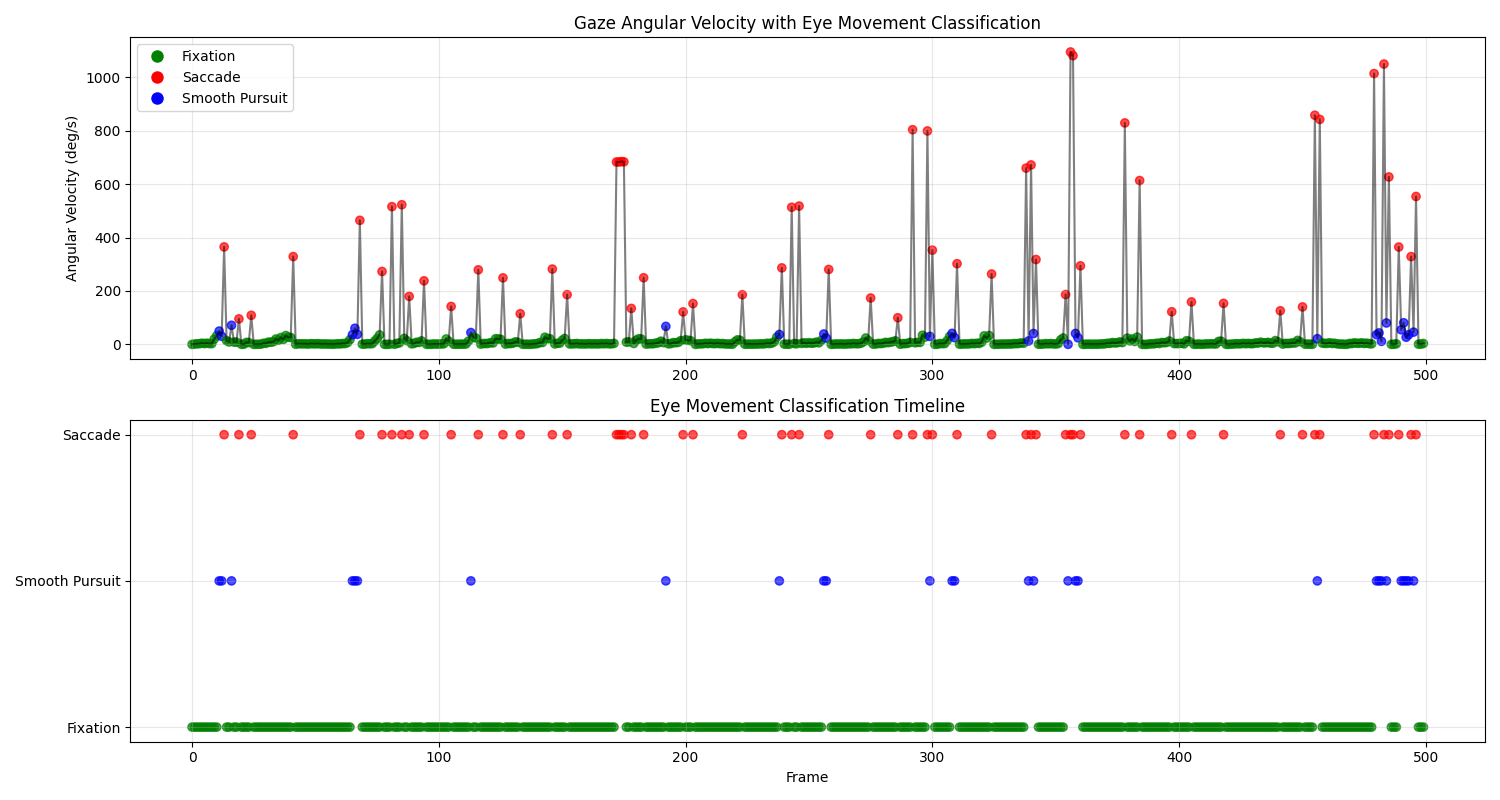 Gaze Angular Velocity with Eye Movement Classification
Fixation
Saccade
Smooth Pursuit
Angular Velocity (deg/s)
1000
800
600
400
200
0
0 100 200 300 400 500
Eye Movement Classification Timeline
Saccade
Smooth Pursuit
Fixation
0 100 200 300 400 500
Frame